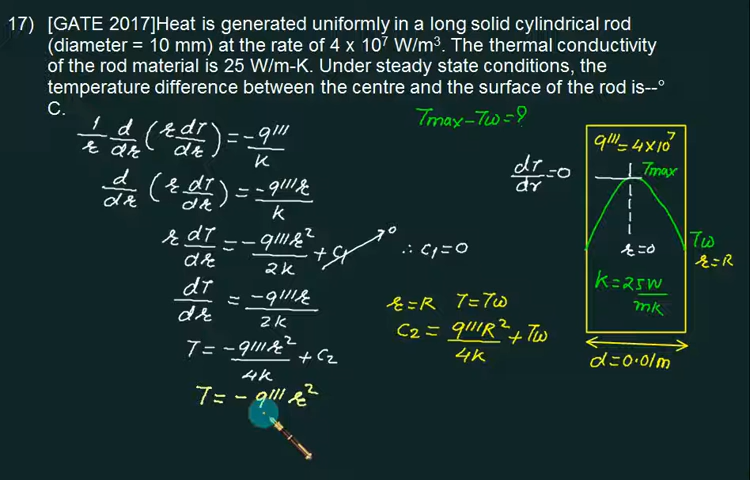 17) [GATE 2017]Heat is generated uniformly in a long solid cylindrical rod
(diameter = 10 mm) at the rate of 4 x 10⁷ W/m³. The thermal conductivity
of the rod material is 25 W/m-K. Under steady state conditions, the
temperature difference between the centre and the surface of the rod is--°
C.
Tmax-Tω=?
1/r d/dr (r dT/dr) = -q'''/K
d/dr (r dT/dr) = -q'''r/K
r dT/dr = -q'''r²/2K + C₁ → 0
∴ C₁=0
dT/dr = -q'''r/2K
T = -q'''r²/4K + C₂
T = - q''' r²
r=R T=Tω
C₂ = q'''R²/4K + Tω
dT/dr = 0
q'''=4×10⁷
Tmax
Tω
r=0
r=R
K=25W/mK
d=0.01m